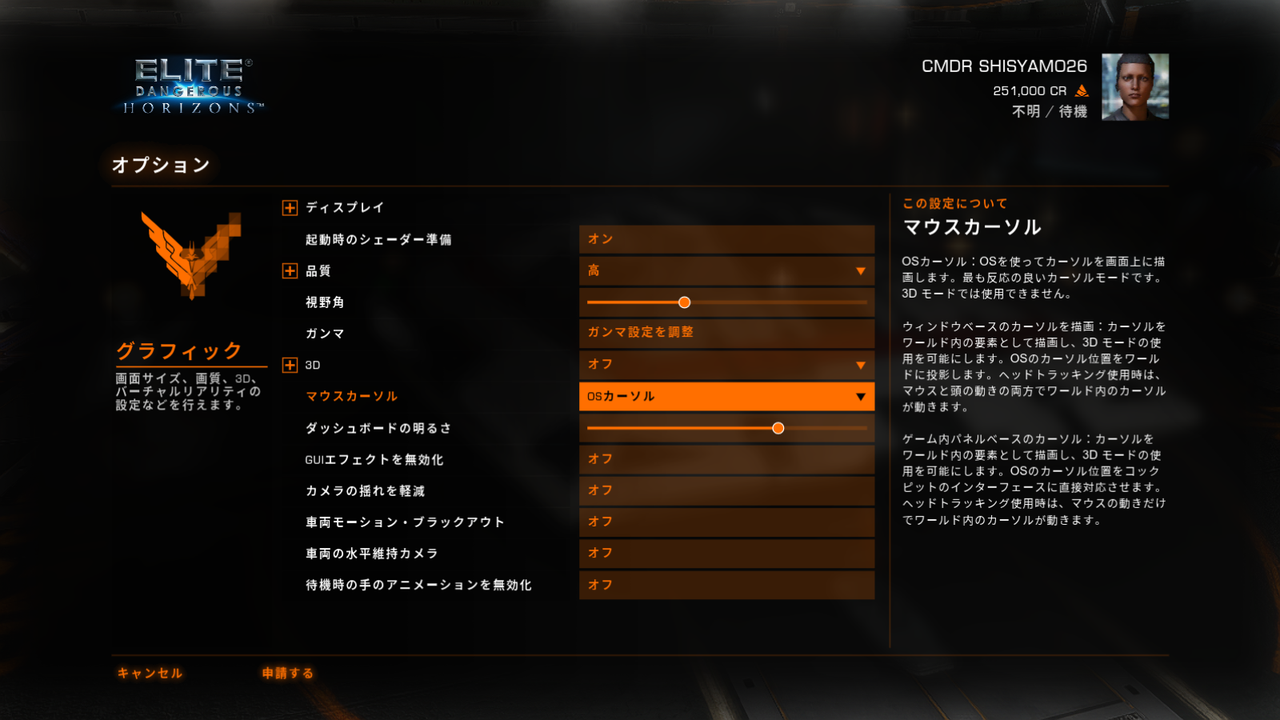 ELITE®
DANGEROUS
HORIZONS™
CMDR SHISYAMO26
251,000 CR
不明 / 待機
オプション
グラフィック
画面サイズ、画質、3D、
バーチャルリアリティの
設定などを行えます。
ディスプレイ
起動時のシェーダー準備 オン
品質 高
視野角
ガンマ ガンマ設定を調整
3D オフ
マウスカーソル OSカーソル
ダッシュボードの明るさ
GUIエフェクトを無効化 オフ
カメラの揺れを軽減 オフ
車両モーション・ブラックアウト オフ
車両の水平維持カメラ オフ
待機時の手のアニメーションを無効化 オフ
この設定について
マウスカーソル
OSカーソル：OSを使ってカーソルを画面上に描
画します。最も反応の良いカーソルモードです。
3D モードでは使用できません。
ウィンドウベースのカーソルを描画：カーソルを
ワールド内の要素として描画し、3D モードの使
用を可能にします。OSのカーソル位置をワール
ドに投影します。ヘッドトラッキング使用時は、
マウスと頭の動きの両方でワールド内のカーソル
が動きます。
ゲーム内パネルベースのカーソル：カーソルを
ワールド内の要素として描画し、3D モードの使
用を可能にします。OSのカーソル位置をコック
ピットのインターフェースに直接対応させます。
ヘッドトラッキング使用時は、マウスの動きだけ
でワールド内のカーソルが動きます。
キャンセル 申請する